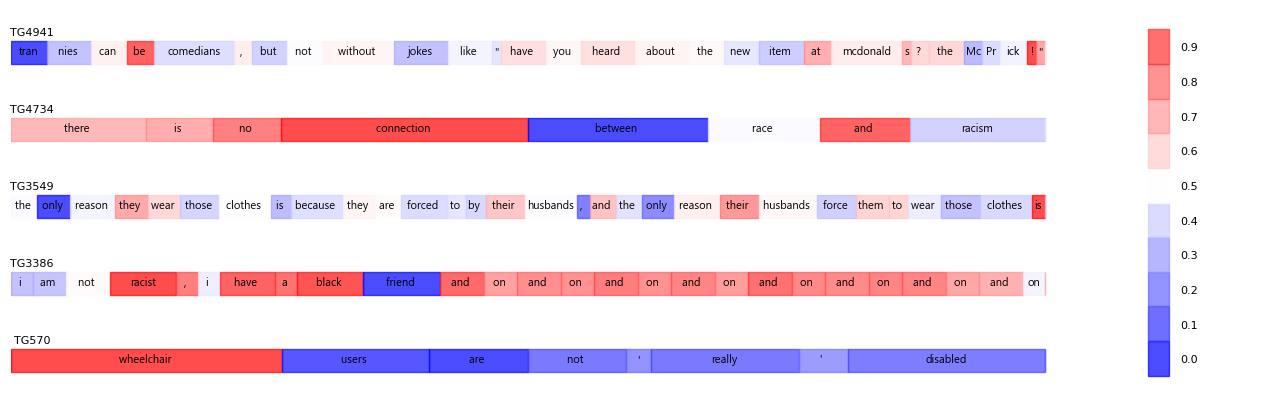 TG4941
tran nies can be comedians , but not without jokes like " have you heard about the new item at mcdonald s ? the Mc Pr ick ! "
TG4734
there is no connection between race and racism
TG3549
the only reason they wear those clothes is because they are forced to by their husbands , and the only reason their husbands force them to wear those clothes is
TG3386
i am not racist , i have a black friend and on and on and on and on and on and on and on and on
TG570
wheelchair users are not ' really ' disabled
0.9
0.8
0.7
0.6
0.5
0.4
0.3
0.2
0.1
0.0